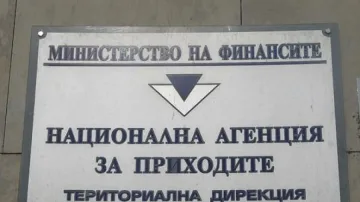 МИНИСТЕРСТВО НА ФИНАНСИТЕ
НАЦИОНАЛНА АГЕНЦИЯ
ЗА ПРИХОДИТЕ
ТЕРИТОРИАЛНА ДИРЕКЦИЯ